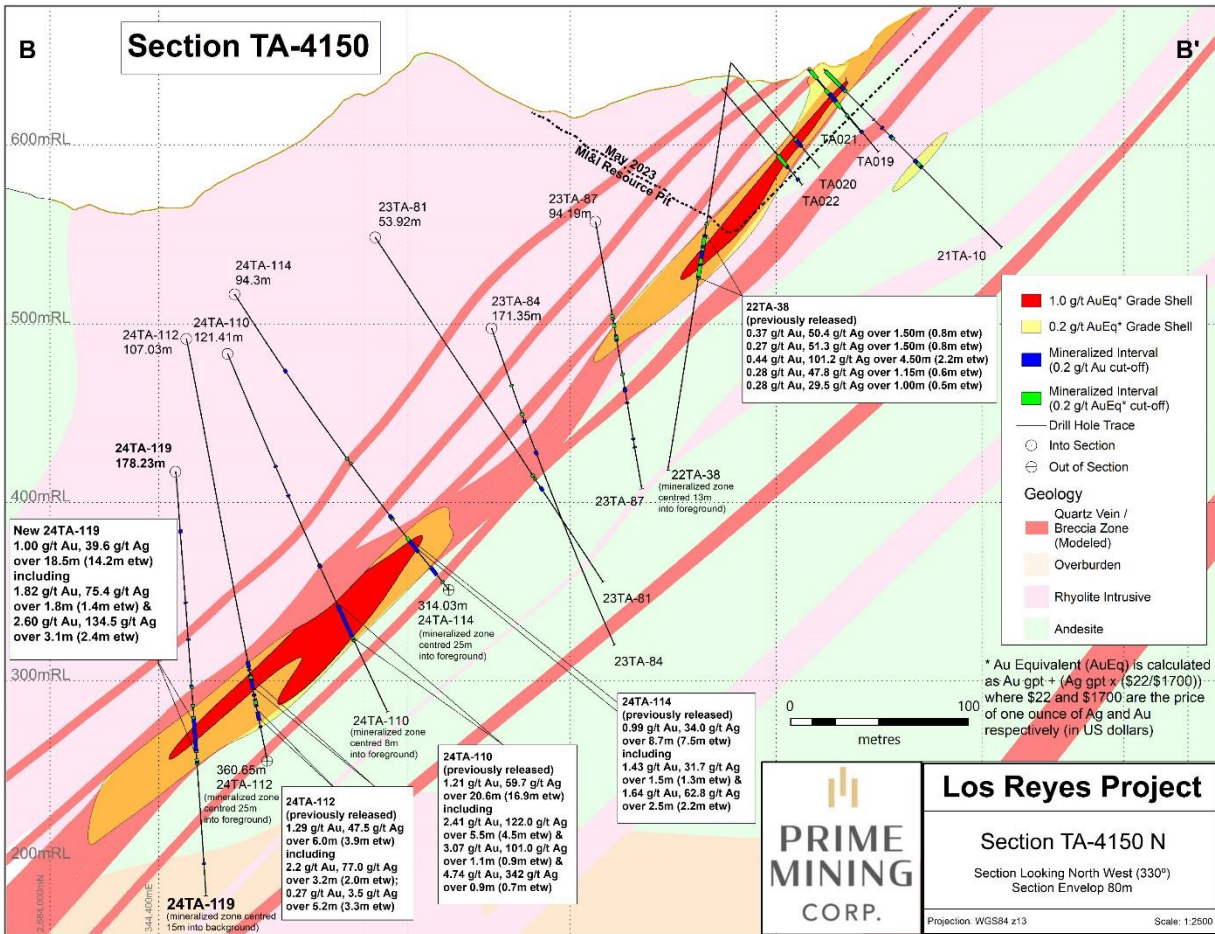 B
Section TA-4150
B'
600mRL
500mRL
400mRL
300mRL
200mRL
May 2023
MI&I Resource Pit
TA021
TA019
TA020
TA022
21TA-10
23TA-81
53.92m
23TA-87
94.19m
24TA-114
94.3m
23TA-84
171.35m
24TA-112
107.03m
24TA-110
121.41m
24TA-119
178.23m
22TA-38
(previously released)
0.37 g/t Au, 50.4 g/t Ag over 1.50m (0.8m etw)
0.27 g/t Au, 51.3 g/t Ag over 1.50m (0.8m etw)
0.44 g/t Au, 101.2 g/t Ag over 4.50m (2.2m etw)
0.28 g/t Au, 47.8 g/t Ag over 1.15m (0.6m etw)
0.28 g/t Au, 29.5 g/t Ag over 1.00m (0.5m etw)
22TA-38
(mineralized zone
centred 13m
into foreground)
23TA-87
23TA-81
23TA-84
New 24TA-119
1.00 g/t Au, 39.6 g/t Ag
over 18.5m (14.2m etw)
including
1.82 g/t Au, 75.4 g/t Ag
over 1.8m (1.4m etw) &
2.60 g/t Au, 134.5 g/t Ag
over 3.1m (2.4m etw)
314.03m
24TA-114
(mineralized zone
centred 25m
into foreground)
24TA-110
(mineralized zone
centred 8m
into foreground)
360.65m
24TA-112
(mineralized zone
centred 25m
into foreground)
24TA-119
(mineralized zone centred
15m into background)
24TA-112
(previously released)
1.29 g/t Au, 47.5 g/t Ag
over 6.0m (3.9m etw)
including
2.2 g/t Au, 77.0 g/t Ag
over 3.2m (2.0m etw);
0.27 g/t Au, 3.5 g/t Ag
over 5.2m (3.3m etw)
24TA-110
(previously released)
1.21 g/t Au, 59.7 g/t Ag
over 20.6m (16.9m etw)
including
2.41 g/t Au, 122.0 g/t Ag
over 5.5m (4.5m etw) &
3.07 g/t Au, 101.0 g/t Ag
over 1.1m (0.9m etw) &
4.74 g/t Au, 342 g/t Ag
over 0.9m (0.7m etw)
24TA-114
(previously released)
0.99 g/t Au, 34.0 g/t Ag
over 8.7m (7.5m etw)
including
1.43 g/t Au, 31.7 g/t Ag
over 1.5m (1.3m etw) &
1.64 g/t Au, 62.8 g/t Ag
over 2.5m (2.2m etw)
2,684,000mN
344,400mE
1.0 g/t AuEq* Grade Shell
0.2 g/t AuEq* Grade Shell
Mineralized Interval
(0.2 g/t Au cut-off)
Mineralized Interval
(0.2 g/t AuEq* cut-off)
Drill Hole Trace
Into Section
Out of Section
Geology
Quartz Vein /
Breccia Zone
(Modeled)
Overburden
Rhyolite Intrusive
Andesite
* Au Equivalent (AuEq) is calculated
as Au gpt + (Ag gpt x ($22/$1700))
where $22 and $1700 are the price
of one ounce of Ag and Au
respectively (in US dollars)
0 100
metres
PRIME
MINING
CORP.
Los Reyes Project
Section TA-4150 N
Section Looking North West (330º)
Section Envelop 80m
Projection: WGS84 z13 Scale: 1:2500